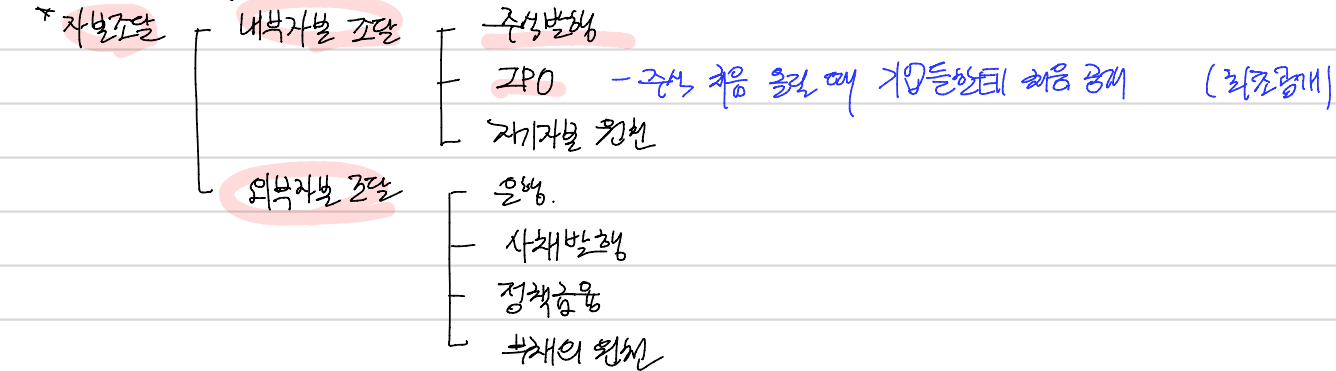 * 자본조달 내부자본 조달 주식발행
IPO - 주식 처음 올릴 때 기업들한테 처음 공개 (최초공개)
자기자본 원천
외부자본 조달 은행.
사채발행
정책금융
부채의 원천